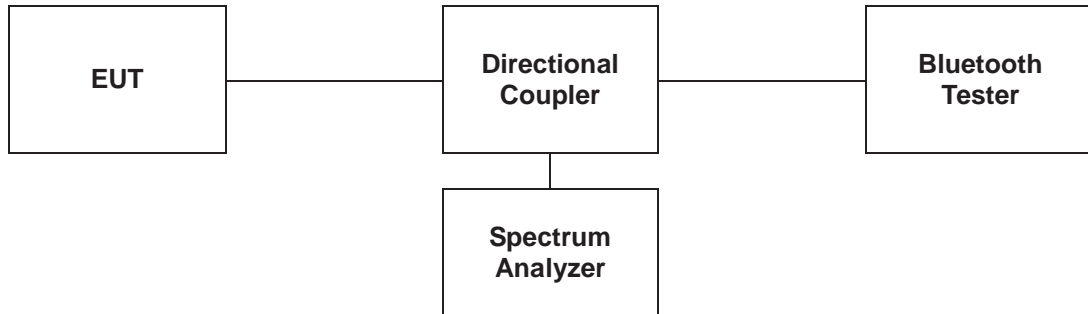 EUT
Directional
Coupler
Bluetooth
Tester
Spectrum
Analyzer